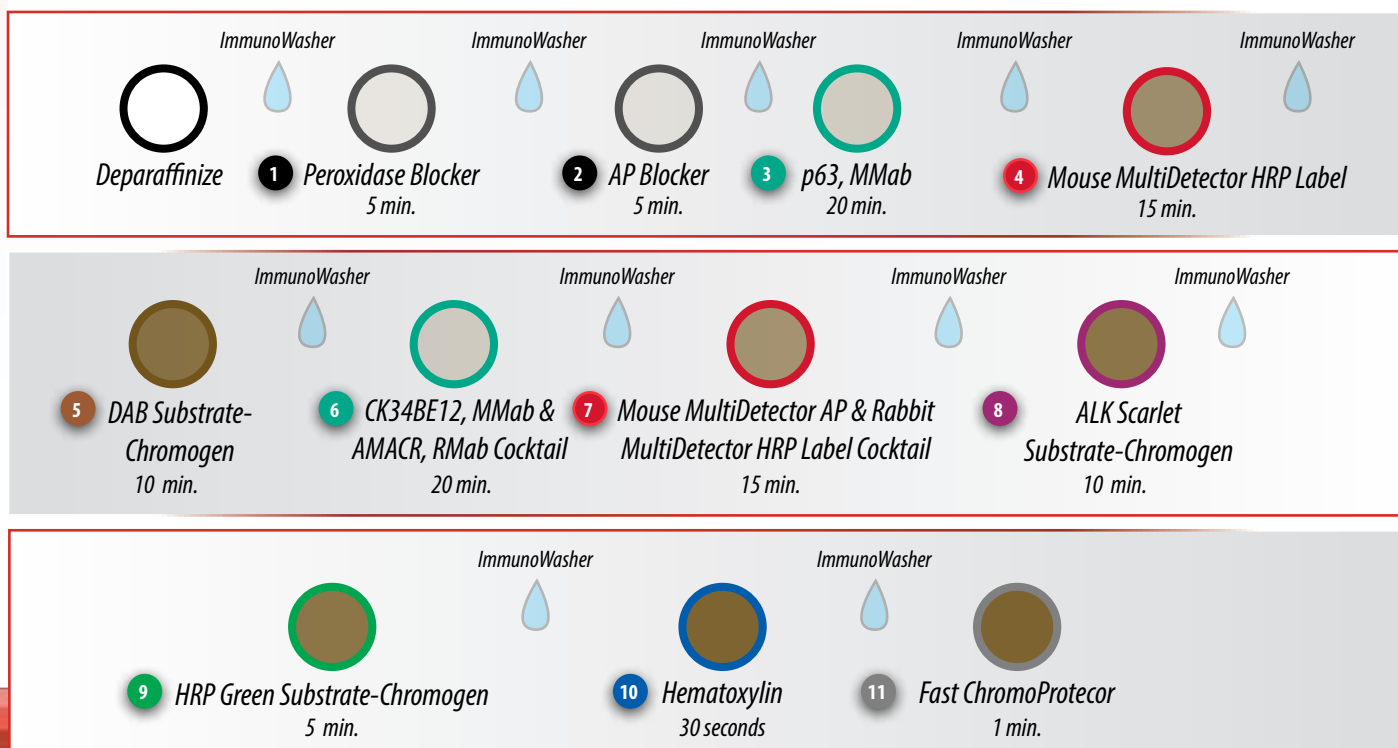 ImmunoWasher
ImmunoWasher
ImmunoWasher
ImmunoWasher
ImmunoWasher
Deparaffinize
1 Peroxidase Blocker
5 min.
2 AP Blocker
5 min.
3 p63, MMab
20 min.
4 Mouse MultiDetector HRP Label
15 min.
ImmunoWasher
ImmunoWasher
ImmunoWasher
ImmunoWasher
5 DAB Substrate-
Chromogen
10 min.
6 CK34BE12, MMab &
AMACR, RMab Cocktail
20 min.
7 Mouse MultiDetector AP & Rabbit
MultiDetector HRP Label Cocktail
15 min.
8 ALK Scarlet
Substrate-Chromogen
10 min.
ImmunoWasher
ImmunoWasher
9 HRP Green Substrate-Chromogen
5 min.
10 Hematoxylin
30 seconds
11 Fast ChromoProtecor
1 min.